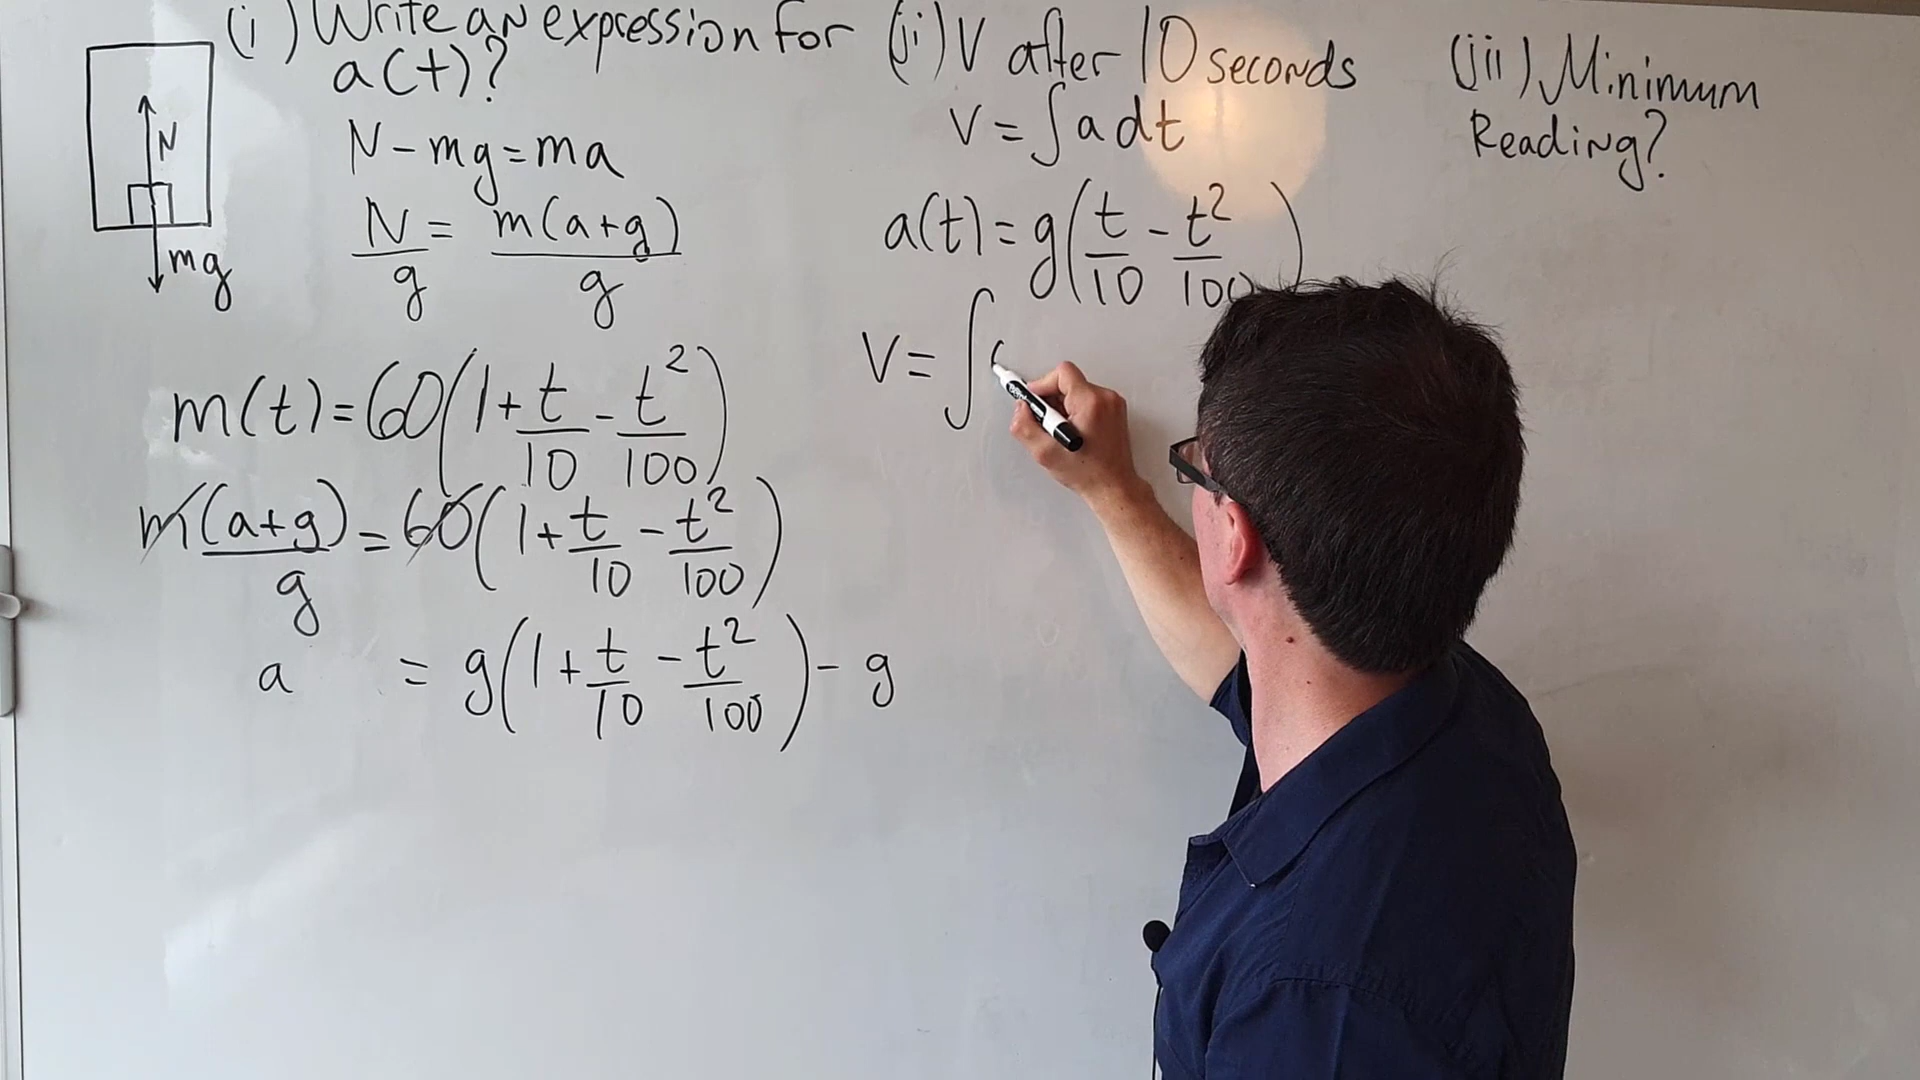 (i) Write an expression for
a(t)?
N
mg
N - mg = ma
N/g = m(a+g)/g
m(t) = 60(1 + t/10 - t²/100)
m(a+g)/g = 60(1 + t/10 - t²/100)
a = g(1 + t/10 - t²/100) - g
(ii) V after 10 seconds
V = ∫a dt
a(t) = g(t/10 - t²/100)
V = ∫
(iii) Minimum
Reading?